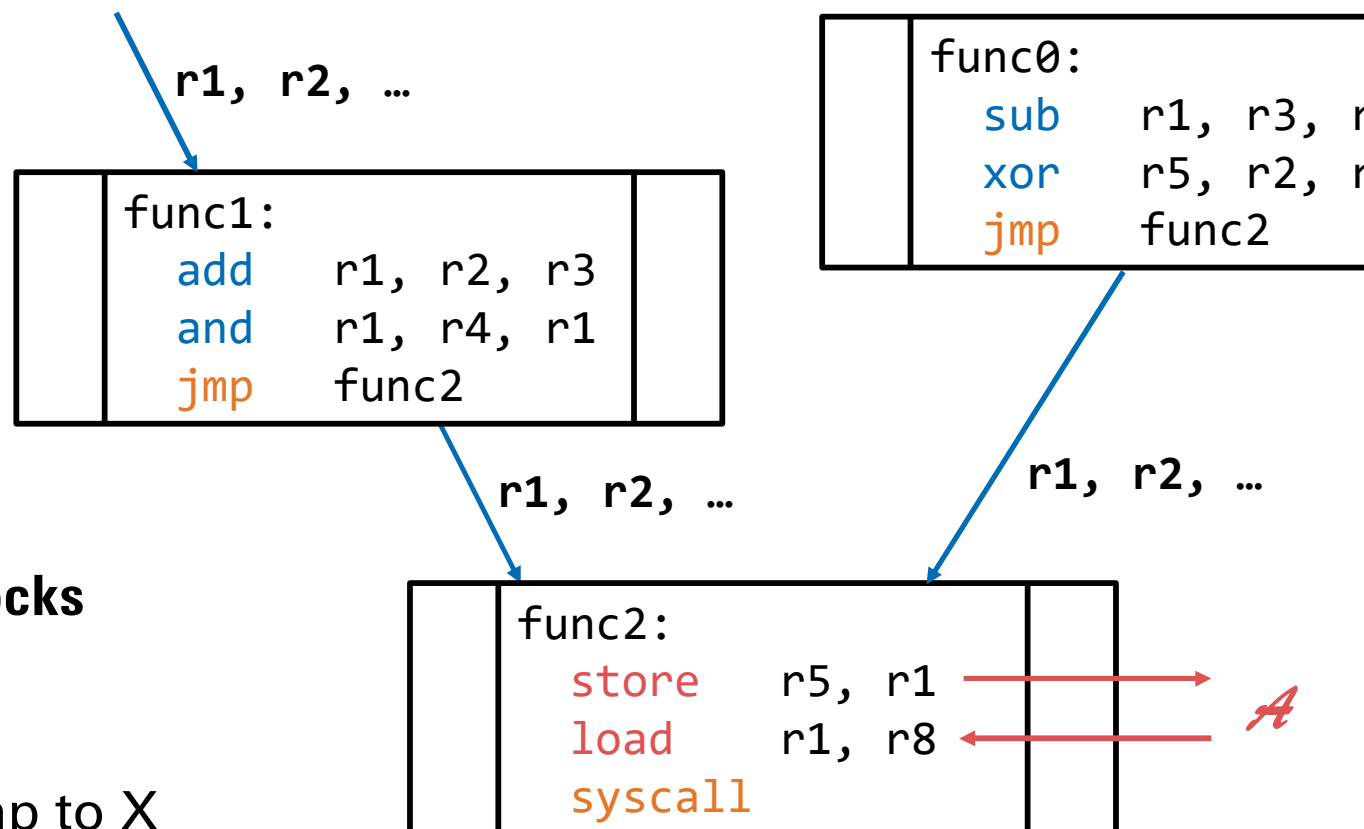 r1, r2, …
func0:
sub r1, r3,
xor r5, r2,
jmp func2
func1:
add r1, r2, r3
and r1, r4, r1
jmp func2
r1, r2, …
r1, r2, …
func2:
store r5, r1
load r1, r8
syscall
A
to X